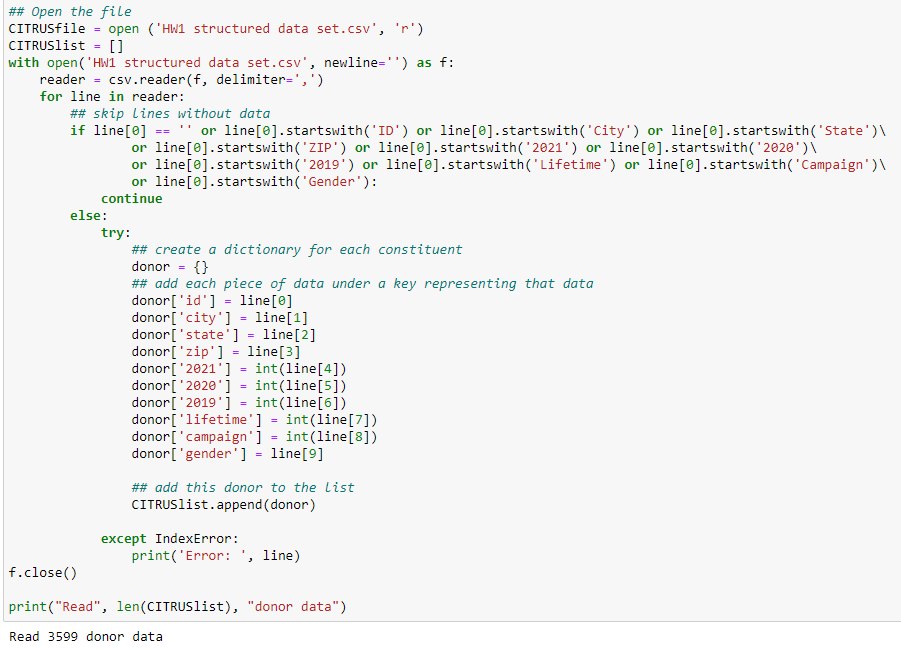 ## Open the file
CITRUSfile = open ('HW1 structured data set.csv', 'r')
CITRUSlist = []
with open('HW1 structured data set.csv', newline='') as f:
    reader = csv.reader(f, delimiter=',')
    for line in reader:
        ## skip lines without data
        if line[0] == '' or line[0].startswith('ID') or line[0].startswith('City') or line[0].startswith('State')\
                or line[0].startswith('ZIP') or line[0].startswith('2021') or line[0].startswith('2020')\
                or line[0].startswith('2019') or line[0].startswith('Lifetime') or line[0].startswith('Campaign')\
                or line[0].startswith('Gender'):
            continue
        else:
            try:
                ## create a dictionary for each constituent
                donor = {}
                ## add each piece of data under a key representing that data
                donor['id'] = line[0]
                donor['city'] = line[1]
                donor['state'] = line[2]
                donor['zip'] = line[3]
                donor['2021'] = int(line[4])
                donor['2020'] = int(line[5])
                donor['2019'] = int(line[6])
                donor['lifetime'] = int(line[7])
                donor['campaign'] = int(line[8])
                donor['gender'] = line[9]

                ## add this donor to the list
                CITRUSlist.append(donor)

            except IndexError:
                print('Error: ', line)
f.close()

print("Read", len(CITRUSlist), "donor data")
Read 3599 donor data